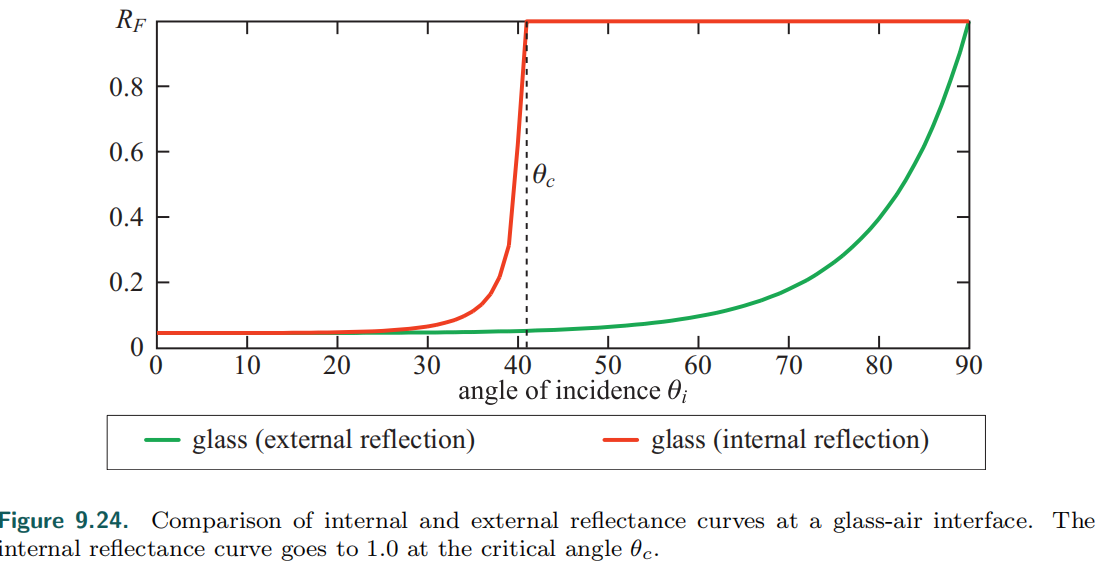 R_F
0.8
0.6
θ_c
0.4
0.2
0
0 10 20 30 40 50 60 70 80 90
angle of incidence θ_i
glass (external reflection) glass (internal reflection)
Figure 9.24. Comparison of internal and external reflectance curves at a glass-air interface. The
internal reflectance curve goes to 1.0 at the critical angle θ_c.